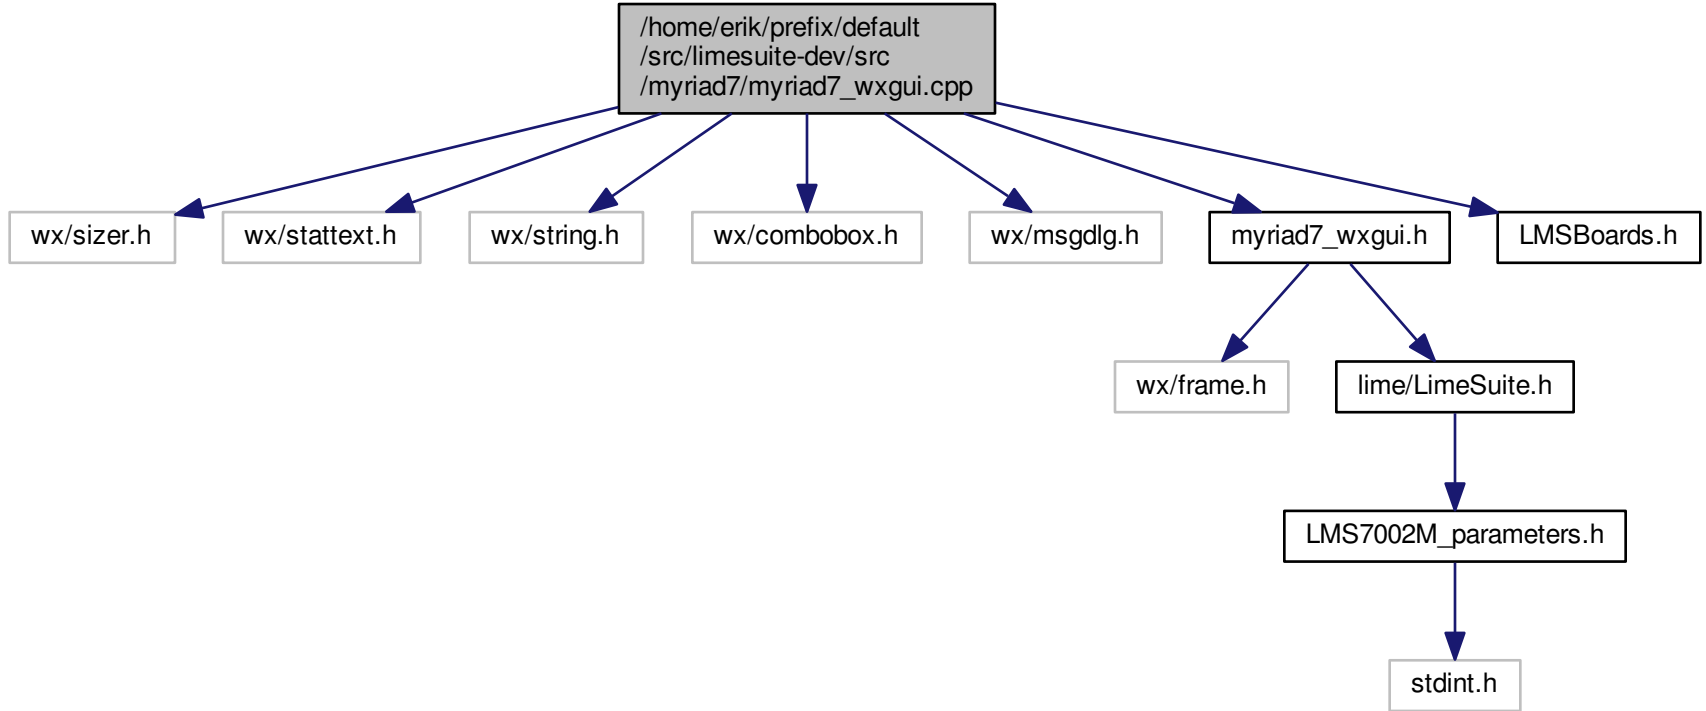 /home/erik/prefix/default
/src/limesuite-dev/src
/myriad7/myriad7_wxgui.cpp
wx/sizer.h
wx/stattext.h
wx/string.h
wx/combobox.h
wx/msgdlg.h
myriad7_wxgui.h
LMSBoards.h
wx/frame.h
lime/LimeSuite.h
LMS7002M_parameters.h
stdint.h